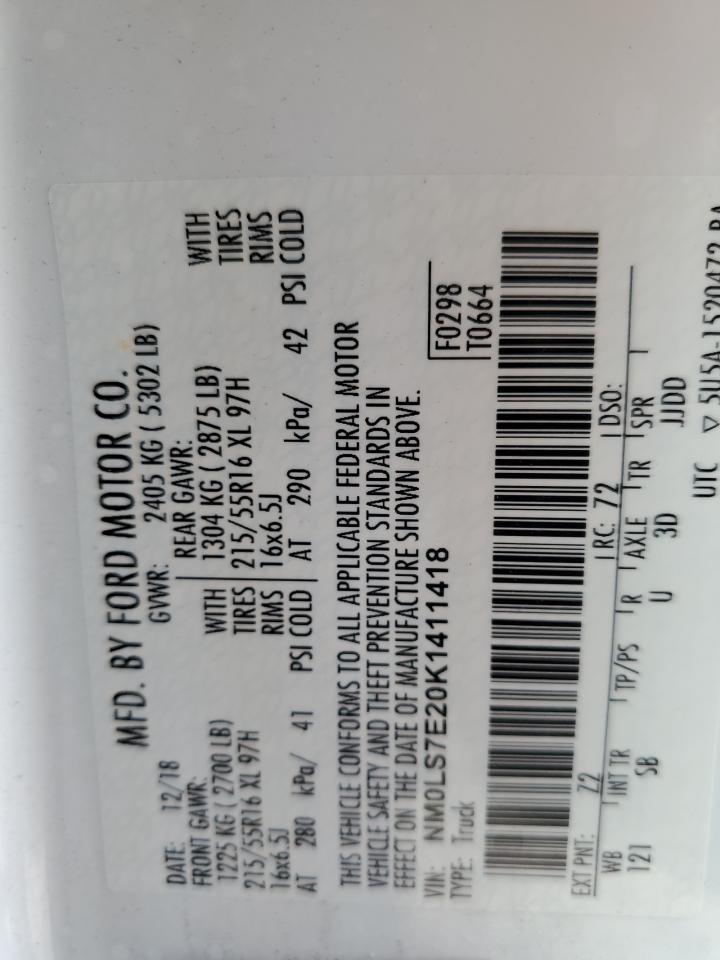 MFD. BY FORD MOTOR CO.
DATE: 12/18 GVWR: 2405 KG ( 5302 LB)
FRONT GAWR: REAR GAWR:
1225 KG ( 2700 LB) WITH 1304 KG ( 2875 LB) WITH
215/55R16 XL 97H TIRES 215/55R16 XL 97H TIRES
16x6.5J RIMS 16x6.5J RIMS
AT 280 kPa/ 41 PSI COLD AT 290 kPa/ 42 PSI COLD
THIS VEHICLE CONFORMS TO ALL APPLICABLE FEDERAL MOTOR
VEHICLE SAFETY AND THEFT PREVENTION STANDARDS IN
EFFECT ON THE DATE OF MANUFACTURE SHOWN ABOVE.
VIN: NM0LS7E20K1411418 F0298
TYPE: Truck T0664
EXT PNT: Z2 RC: 72 DSO:
WB INT TR TP/PS R AXLE TR SPR
121 SB U 3D JJDD
UTC ▽ 5U5A-1520472